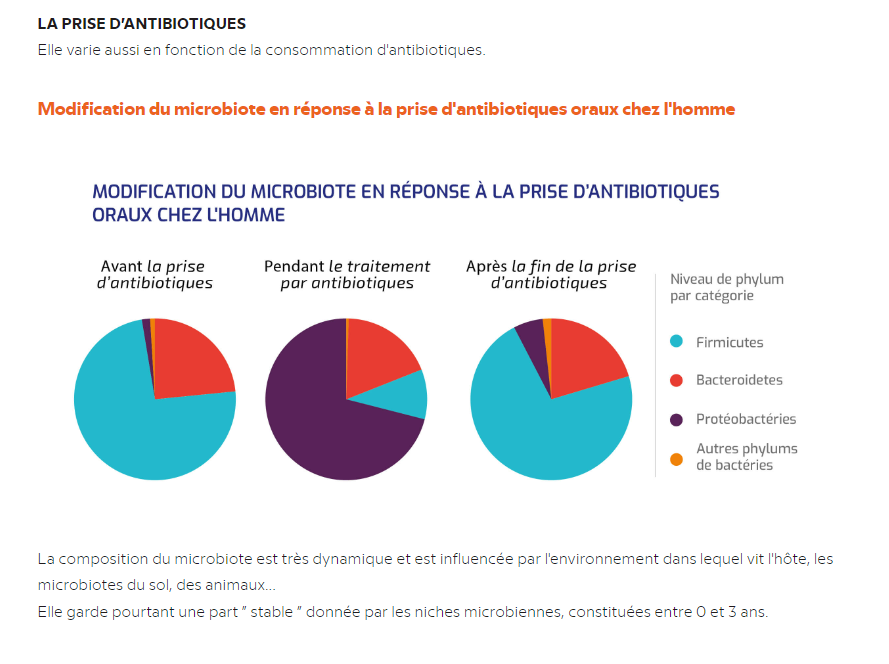 LA PRISE D'ANTIBIOTIQUES
Elle varie aussi en fonction de la consommation d'antibiotiques.
Modification du microbiote en réponse à la prise d'antibiotiques oraux chez l'homme
MODIFICATION DU MICROBIOTE EN RÉPONSE À LA PRISE D'ANTIBIOTIQUES
ORAUX CHEZ L'HOMME
Avant la prise
d'antibiotiques
Pendant le traitement
par antibiotiques
Après la fin de la prise
d'antibiotiques
Niveau de phylum
par catégorie
Firmicutes
Bacteroidetes
Protéobactéries
Autres phylums
de bactéries
La composition du microbiote est très dynamique et est influencée par l'environnement dans lequel vit l'hôte, les
microbiotes du sol, des animaux...
Elle garde pourtant une part " stable " donnée par les niches microbiennes, constituées entre 0 et 3 ans.